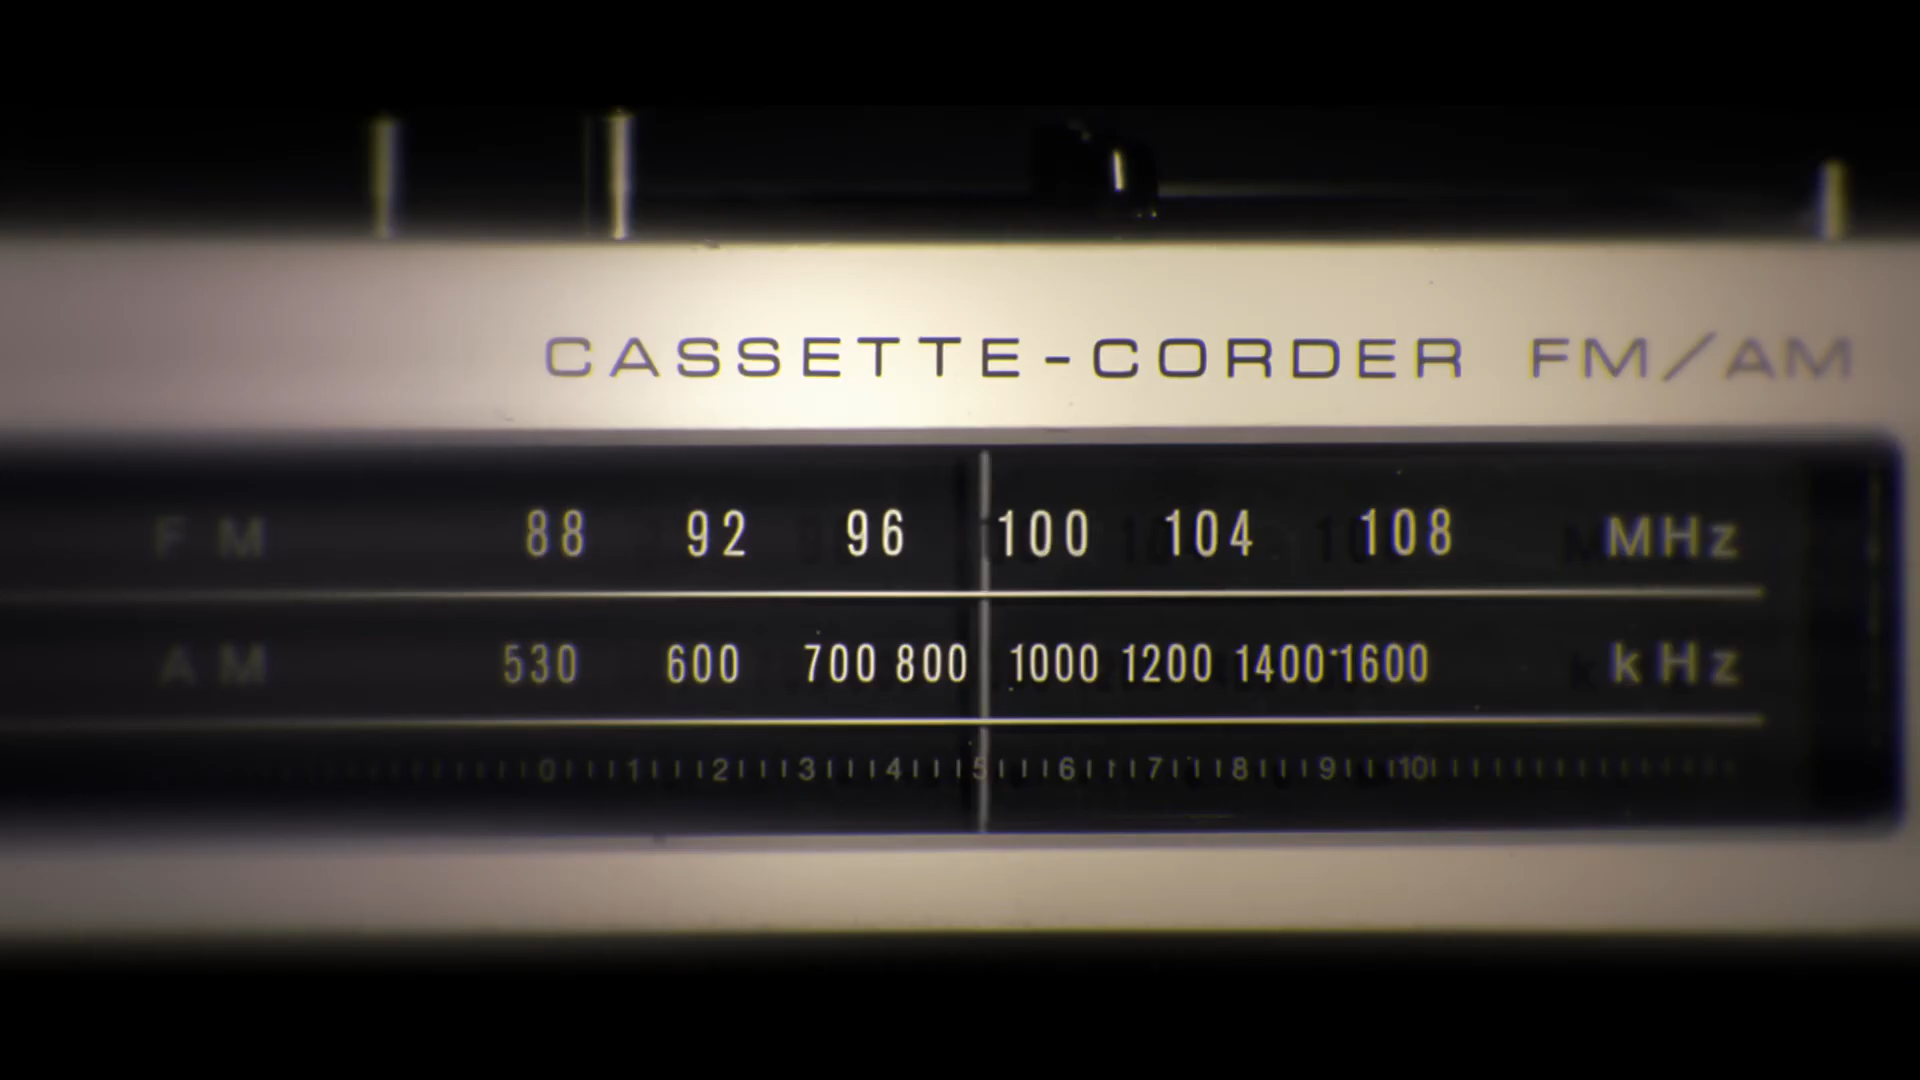 CASSETTE-CORDER FM/AM
FM 88 92 96 100 104 108 MHz
AM 530 600 700 800 1000 1200 1400 1600 kHz
0 1 2 3 4 5 6 7 8 9 10